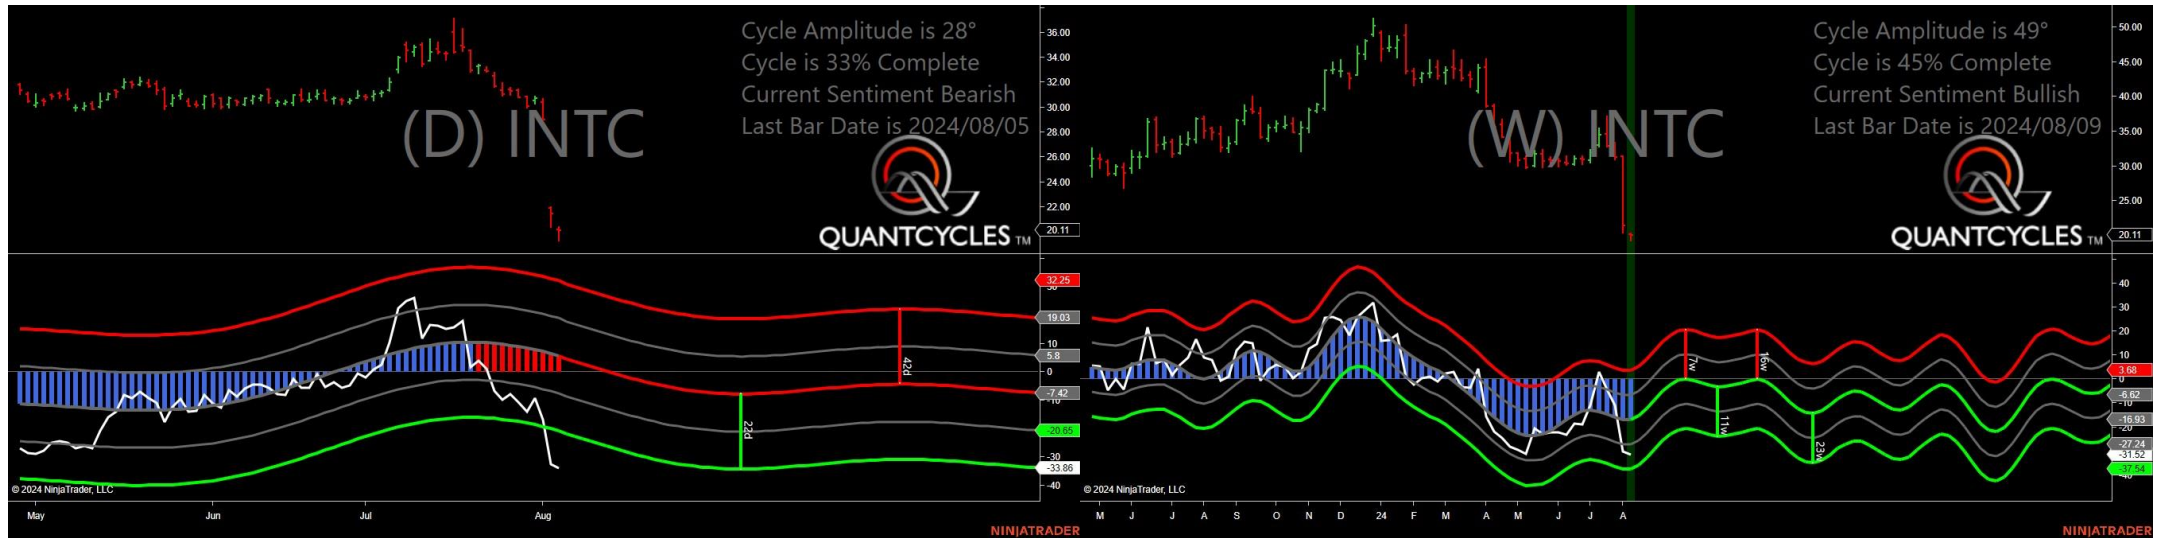 Cycle Amplitude is 28°
Cycle is 33% Complete
Current Sentiment Bearish
Last Bar Date is 2024/08/05
(D) INTC
QUANTCYCLES TM
36.00
34.00
32.00
30.00
28.00
26.00
24.00
22.00
20.11
32.25
19.03
10
5.8
0
-7.42
-20.65
-30
-33.86
-40
42d
22d
© 2024 NinjaTrader, LLC
May Jun Jul Aug
NINJATRADER
Cycle Amplitude is 49°
Cycle is 45% Complete
Current Sentiment Bullish
Last Bar Date is 2024/08/09
(W) INTC
QUANTCYCLES TM
50.00
45.00
40.00
35.00
30.00
25.00
20.11
40
30
20
10
3.68
0
-6.62
-16.93
-27.24
-31.52
-37.54
7w
16w
11w
23w
© 2024 NinjaTrader, LLC
M J J A S O N D 24 F M A M J J A
NINJATRADER